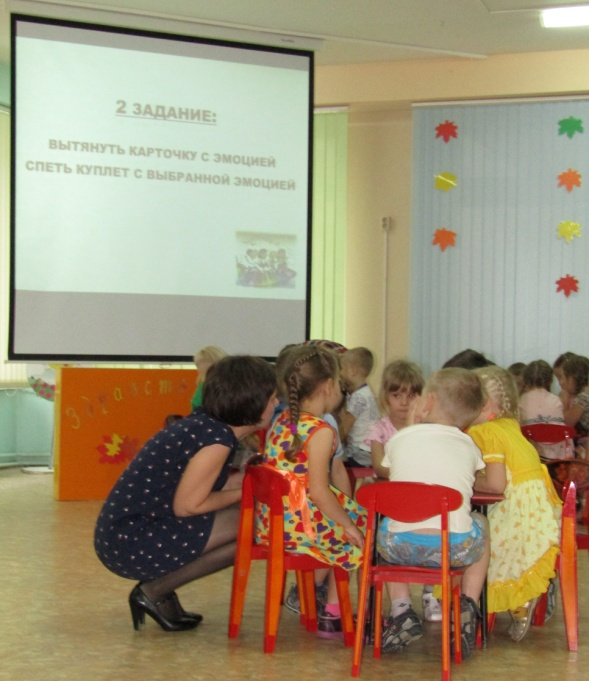 2 ЗАДАНИЕ:
ВЫТЯНУТЬ КАРТОЧКУ С ЭМОЦИЕЙ
СПЕТЬ КУПЛЕТ С ВЫБРАННОЙ ЭМОЦИЕЙ